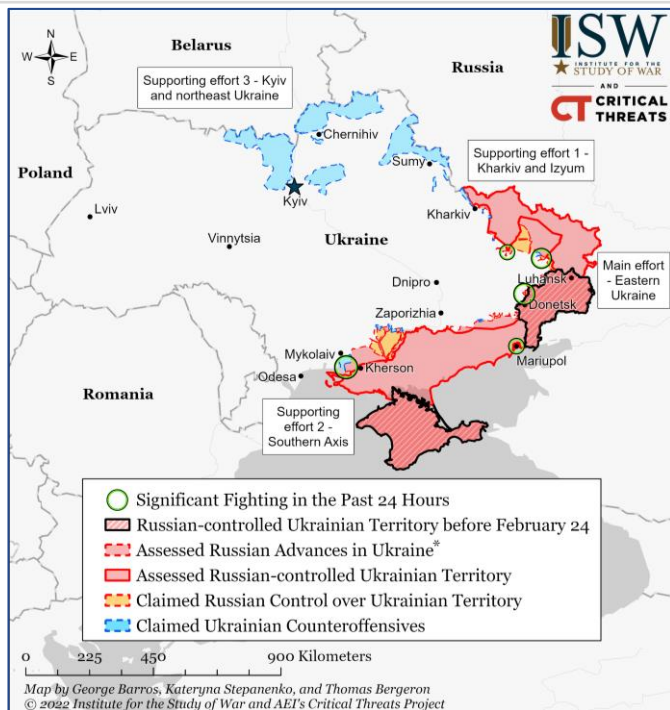 N
W E
S
Belarus
Russia
ISW
INSTITUTE FOR THE
STUDY OF WAR
AND
CT CRITICAL
THREATS
Supporting effort 3 - Kyiv
and northeast Ukraine
Chernihiv
Sumy
Supporting effort 1 -
Kharkiv and Izyum
Poland
Kyiv
Lviv
Kharkiv
Vinnytsia
Ukraine
Main effort
- Eastern
Ukraine
Luhansk
Dnipro
Donetsk
Zaporizhia
Mykolaiv
Mariupol
Kherson
Odesa
Romania
Supporting
effort 2 -
Southern Axis
Significant Fighting in the Past 24 Hours
Russian-controlled Ukrainian Territory before February 24
Assessed Russian Advances in Ukraine*
Assessed Russian-controlled Ukrainian Territory
Claimed Russian Control over Ukrainian Territory
Claimed Ukrainian Counteroffensives
0 225 450 900 Kilometers
Map by George Barros, Kateryna Stepanenko, and Thomas Bergeron
© 2022 Institute for the Study of War and AEI's Critical Threats Project